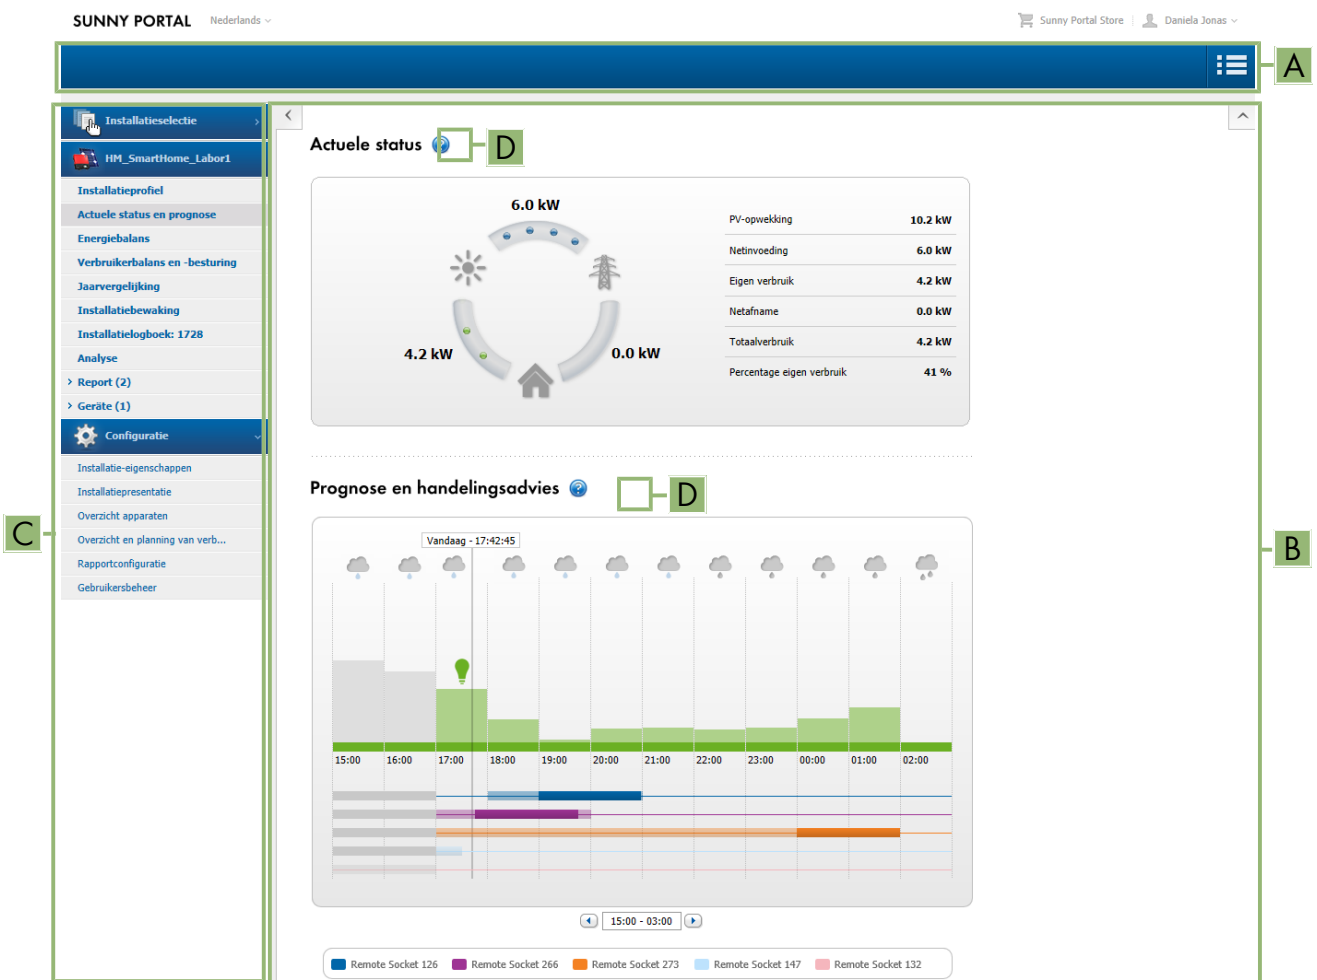 SUNNY PORTAL Nederlands
Sunny Portal Store Daniela Jonas
A
Installatieselectie
HM_SmartHome_Labor1
Installatieprofiel
Actuele status en prognose
Energiebalans
Verbruikerbalans en -besturing
Jaarvergelijking
Installatiebewaking
Installatielogboek: 1728
Analyse
Report (2)
Geräte (1)
Configuratie
Installatie-eigenschappen
Installatiepresentatie
Overzicht apparaten
Overzicht en planning van verb...
Rapportconfiguratie
Gebruikersbeheer
C
Actuele status ? D
6.0 kW
4.2 kW
0.0 kW
PV-opwekking 10.2 kW
Netinvoeding 6.0 kW
Eigen verbruik 4.2 kW
Netafname 0.0 kW
Totaalverbruik 4.2 kW
Percentage eigen verbruik 41 %
Prognose en handelingsadvies ? D
B
Vandaag - 17:42:45
15:00 16:00 17:00 18:00 19:00 20:00 21:00 22:00 23:00 00:00 01:00 02:00
15:00 - 03:00
Remote Socket 126 Remote Socket 266 Remote Socket 273 Remote Socket 147 Remote Socket 132